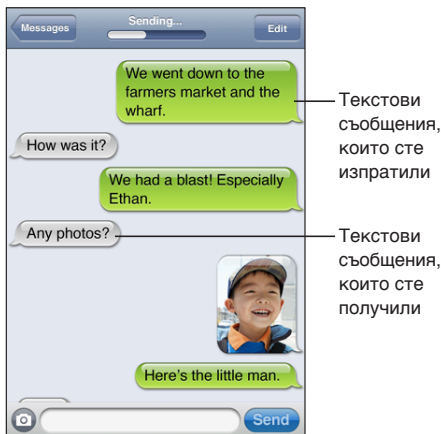 Messages
Sending...
Edit
We went down to the
farmers market and the
wharf.
Текстови
съобщения,
които сте
изпратили
How was it?
We had a blast! Especially
Ethan.
Any photos?
Текстови
съобщения,
които сте
получили
Here's the little man.
Send